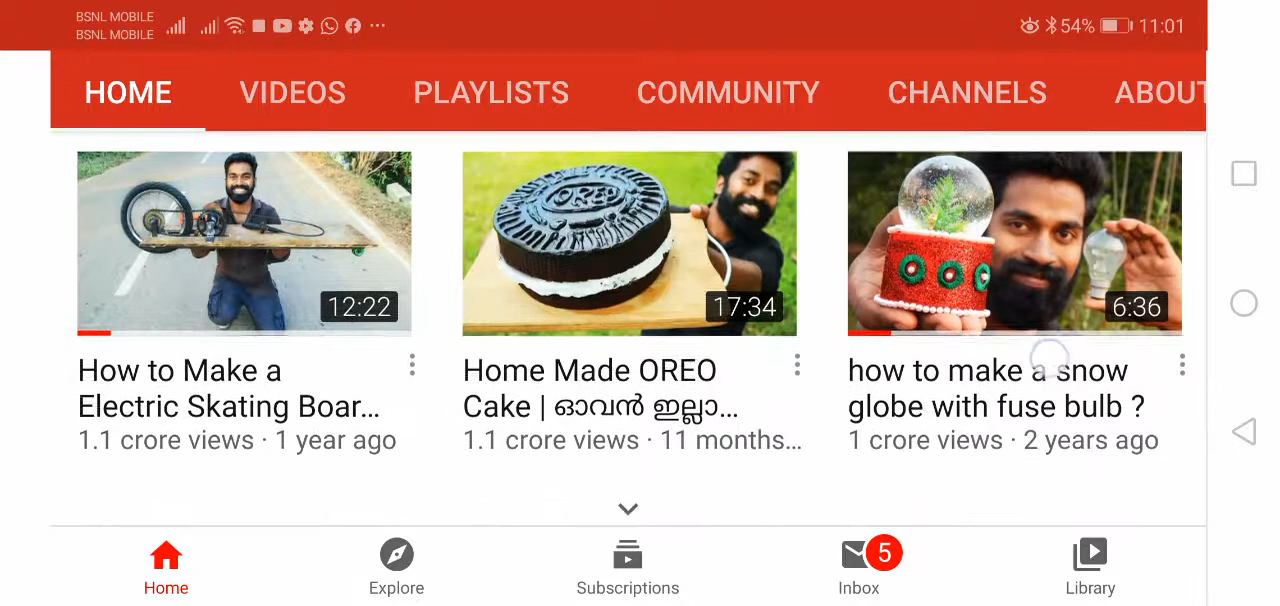 BSNL MOBILE
BSNL MOBILE
54% 11:01
HOME VIDEOS PLAYLISTS COMMUNITY CHANNELS ABOUT
OREO
12:22
17:34
6:36
How to Make a
Electric Skating Boar...
1.1 crore views · 1 year ago
Home Made OREO
Cake | ഓവൻ ഇല്ലാ...
1.1 crore views · 11 months...
how to make a snow
globe with fuse bulb ?
1 crore views · 2 years ago
5
Home Explore Subscriptions Inbox Library